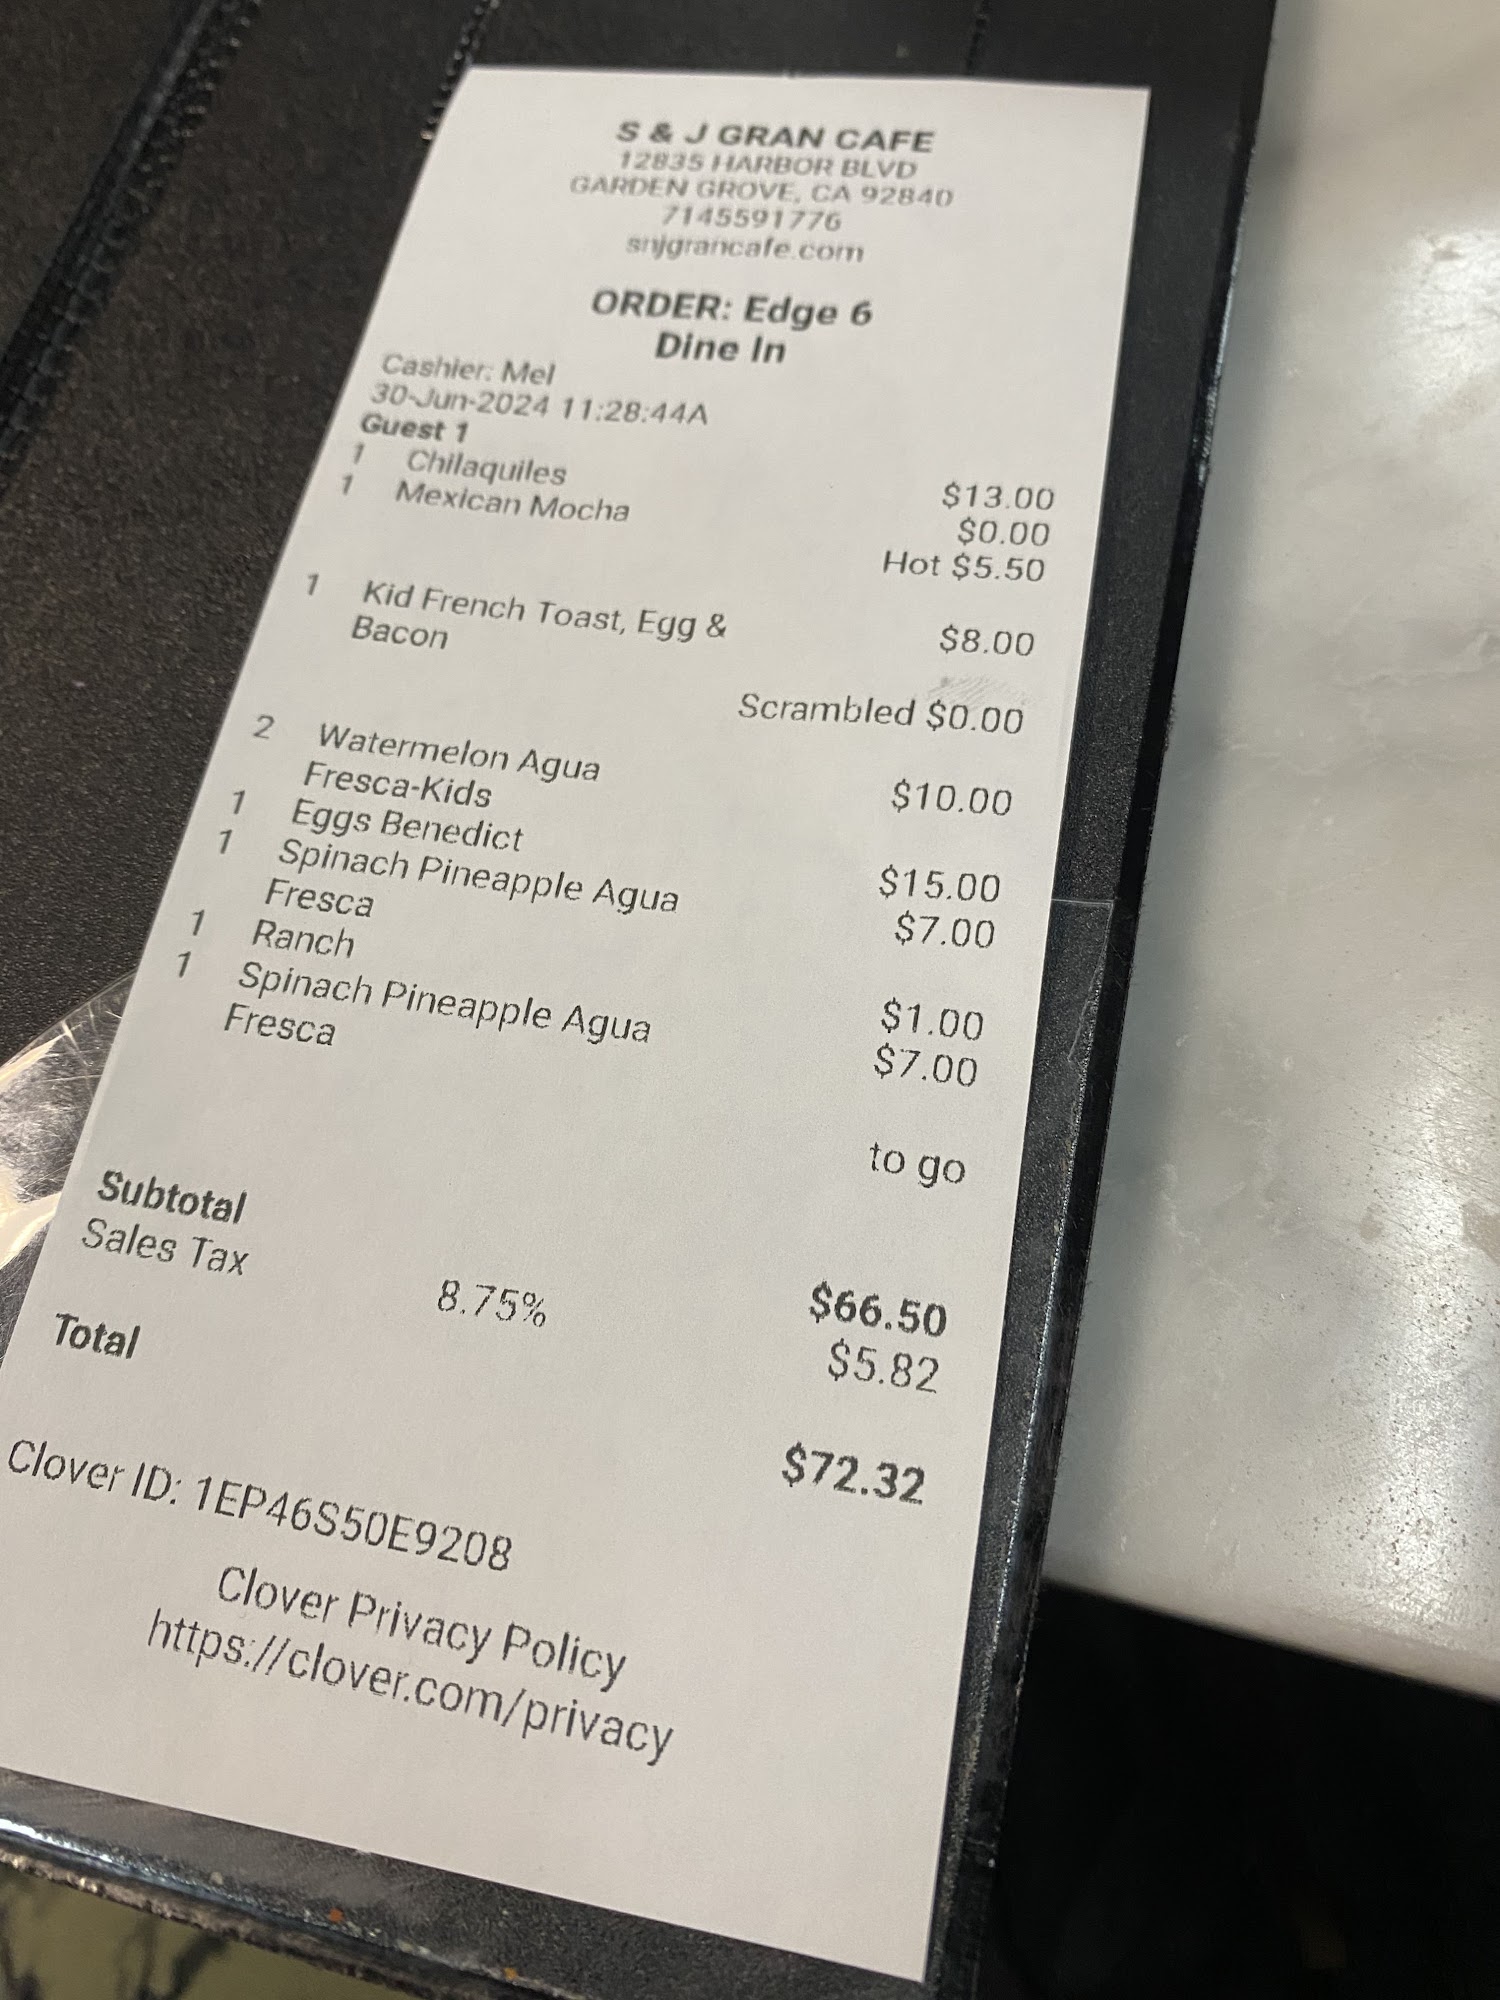 S & J GRAN CAFE
12835 HARBOR BLVD
GARDEN GROVE, CA 92840
7145591776
snjgrancafe.com
ORDER: Edge 6
Dine In
Cashier: Mel
30-Jun-2024 11:28:44A
Guest 1
1 Chilaquiles $13.00
1 Mexican Mocha $0.00
Hot $5.50
1 Kid French Toast, Egg & $8.00
Bacon
Scrambled $0.00
2 Watermelon Agua $10.00
Fresca-Kids
1 Eggs Benedict $15.00
1 Spinach Pineapple Agua $7.00
Fresca
1 Ranch $1.00
1 Spinach Pineapple Agua $7.00
Fresca
to go
Subtotal $66.50
Sales Tax 8.75% $5.82
Total $72.32
Clover ID: 1EP46S50E9208
Clover Privacy Policy
https://clover.com/privacy